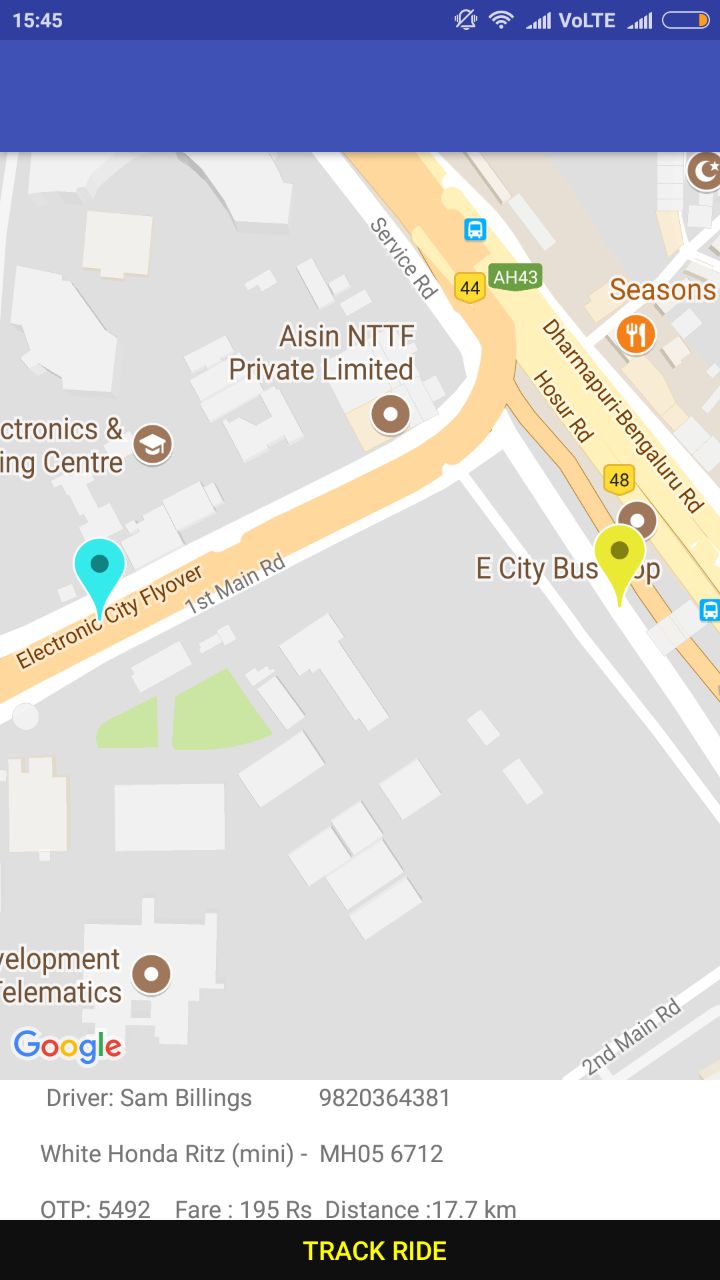 15:45 VoLTE
Service Rd
44 AH43
Seasons
Aisin NTTF
Private Limited
Dharmapuri-Bengaluru Rd
Hosur Rd
ctronics &
ing Centre
48
E City Bus op
Electronic City Flyover
1st Main Rd
velopment
Telematics
2nd Main Rd
Google
Driver: Sam Billings 9820364381
White Honda Ritz (mini) - MH05 6712
OTP: 5492 Fare : 195 Rs Distance :17.7 km
TRACK RIDE